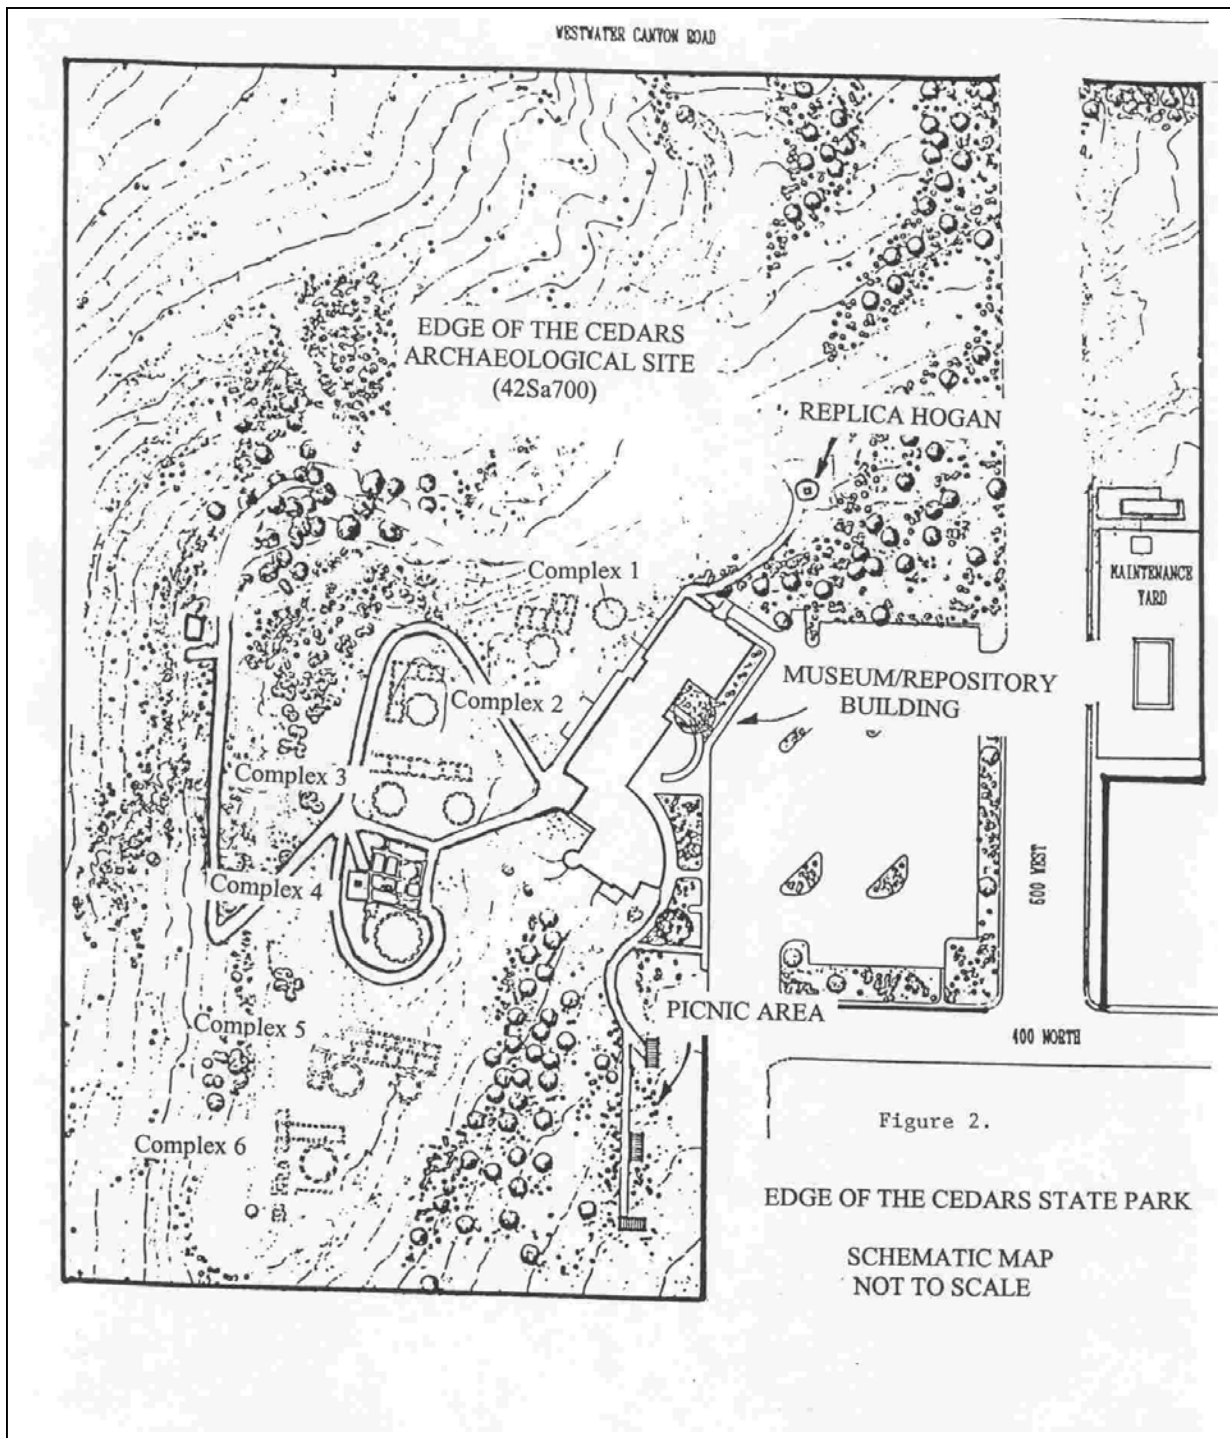 WESTWATER CANYON ROAD
EDGE OF THE CEDARS
ARCHAEOLOGICAL SITE
(42Sa700)
REPLICA HOGAN
Complex 1
MAINTENANCE
YARD
MUSEUM/REPOSITORY
BUILDING
Complex 2
Complex 3
Complex 4
600 WEST
PICNIC AREA
Complex 5
400 NORTH
Figure 2.
Complex 6
EDGE OF THE CEDARS STATE PARK
SCHEMATIC MAP
NOT TO SCALE